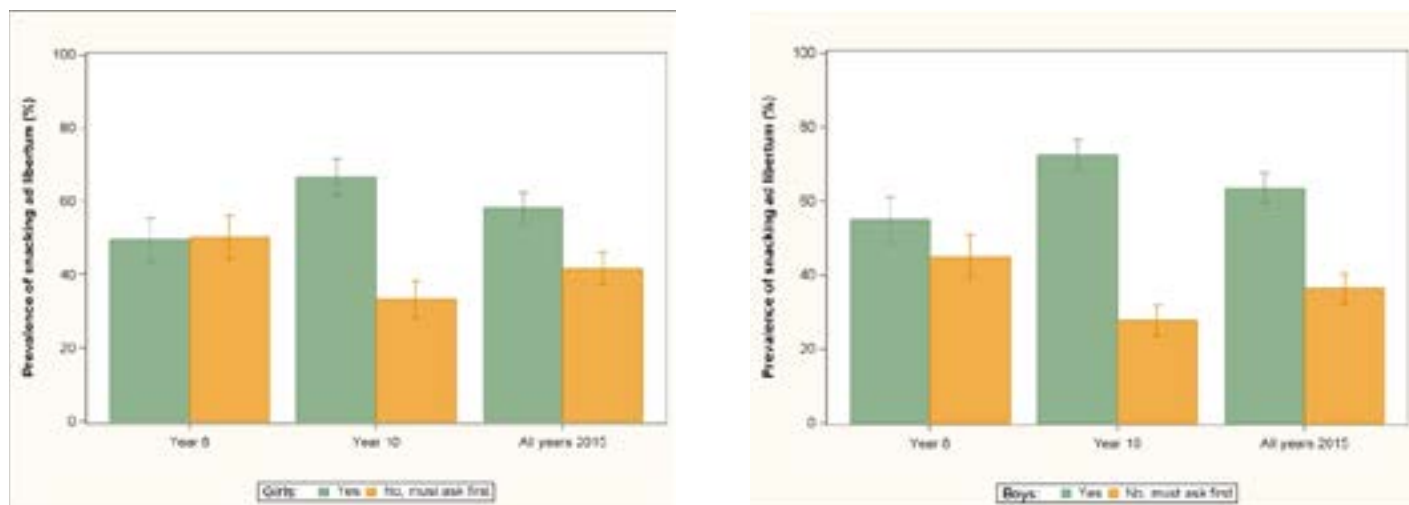 Prevalence of snacking ad libertum (%)
100
80
60
40
20
0
Year 8
Year 10
All years 2015
Girls: Yes No, must ask first
Prevalence of snacking ad libertum (%)
100
80
60
40
20
0
Year 8
Year 10
All years 2015
Boys: Yes No, must ask first